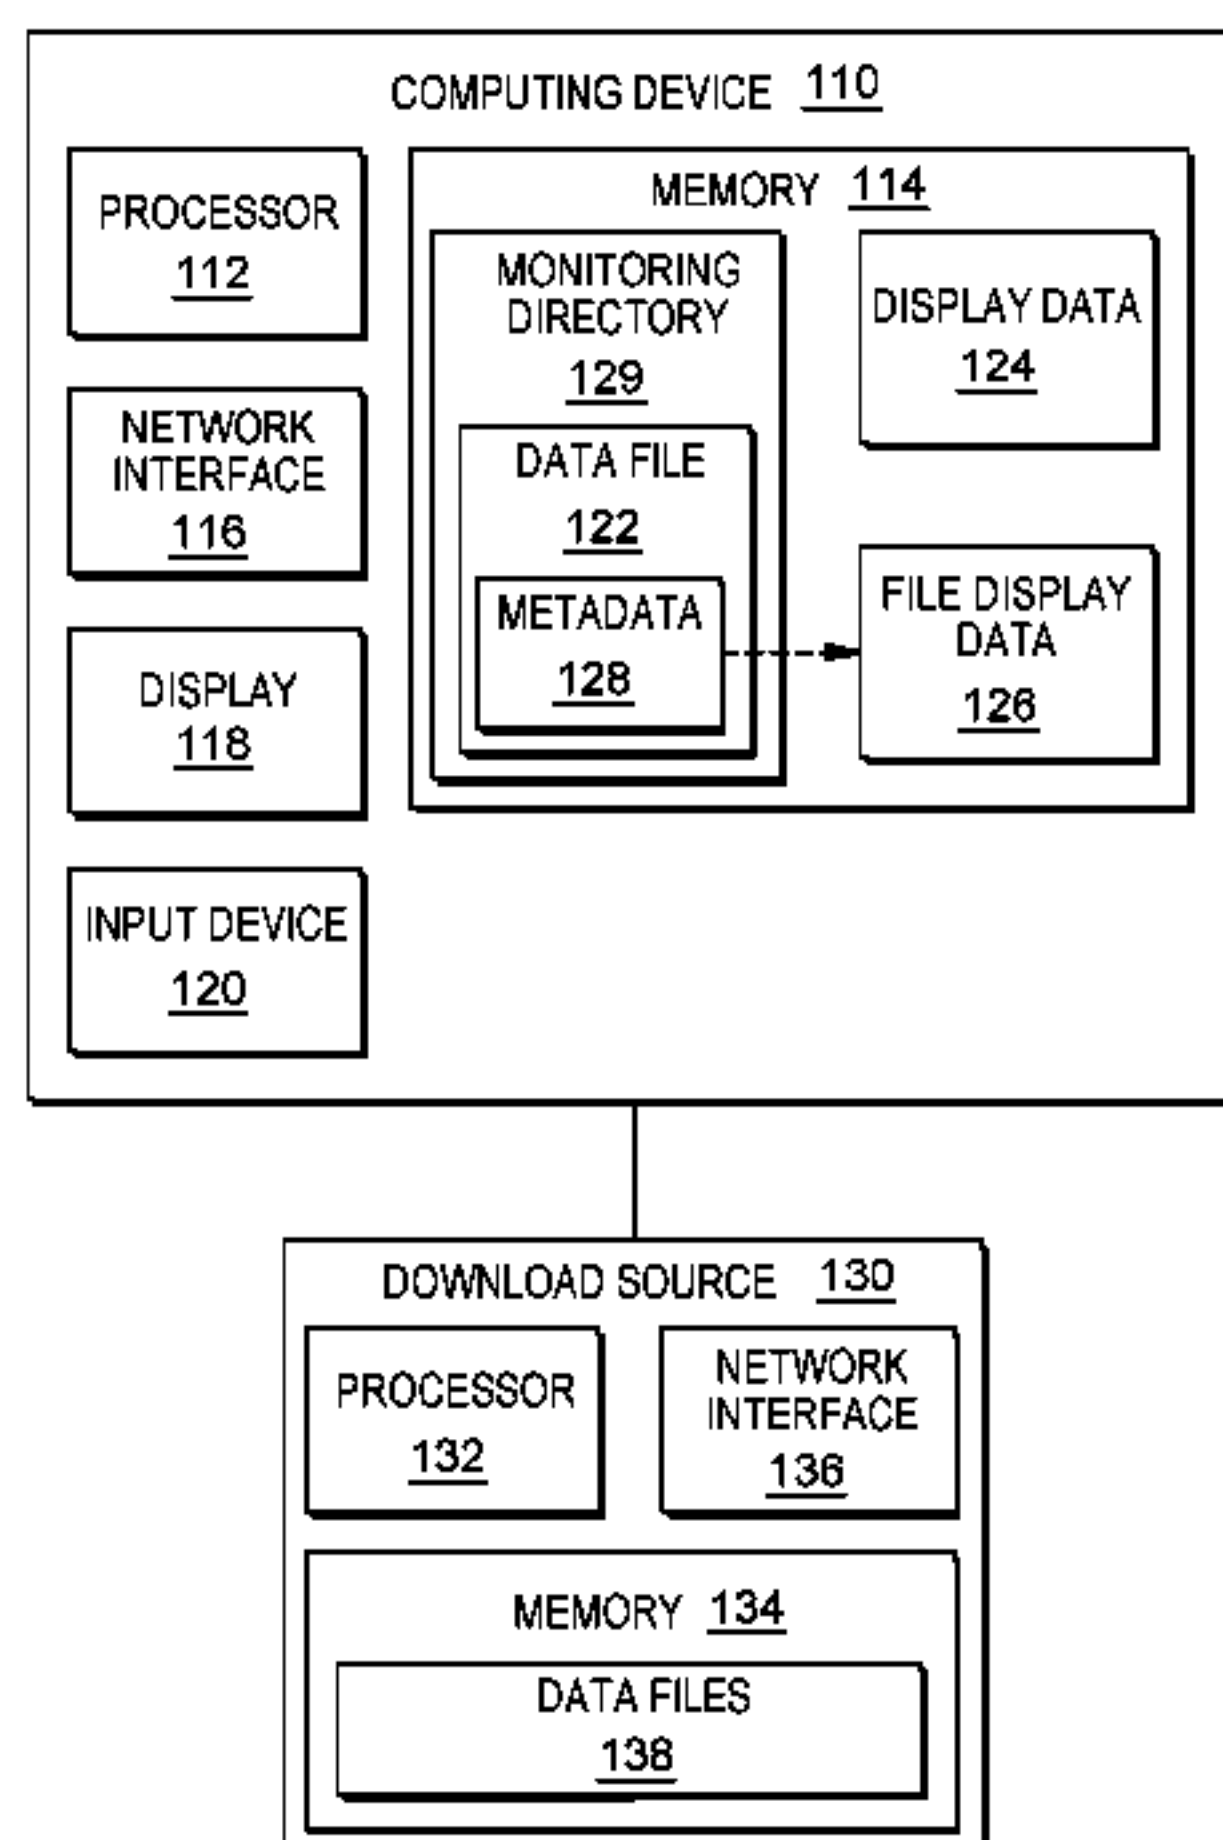 COMPUTING DEVICE 110
PROCESSOR
112
NETWORK
INTERFACE
116
DISPLAY
118
INPUT DEVICE
120
MEMORY 114
MONITORING
DIRECTORY
129
DATA FILE
122
METADATA
128
DISPLAY DATA
124
FILE DISPLAY
DATA
126
DOWNLOAD SOURCE 130
PROCESSOR
132
NETWORK
INTERFACE
136
MEMORY 134
DATA FILES
138